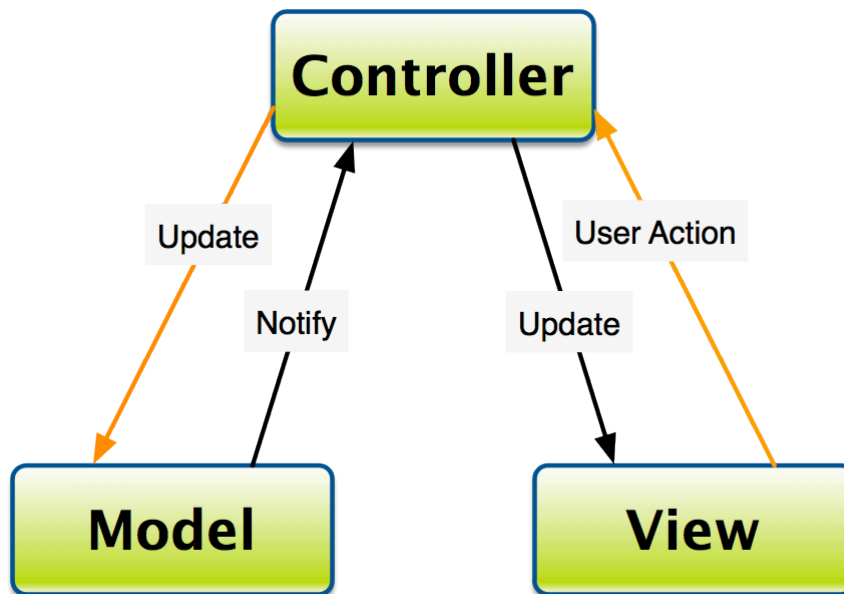 Controller
Update
User Action
Notify
Update
Model
View